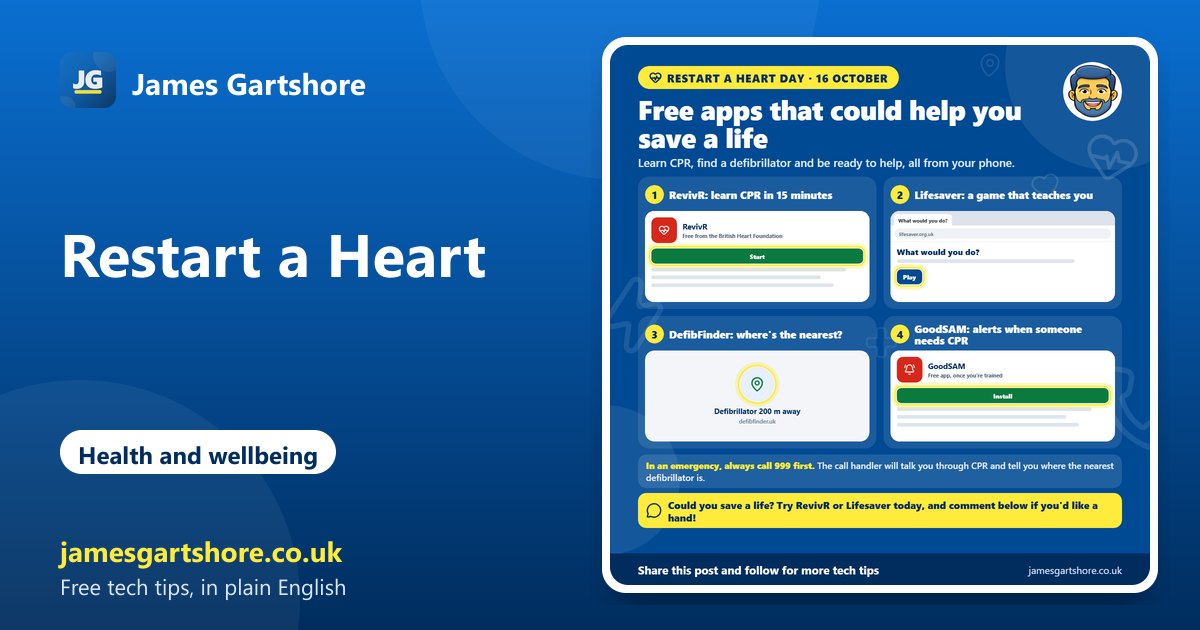 JG
James Gartshore
Restart a Heart
Health and wellbeing
jamesgartshore.co.uk
Free tech tips, in plain English
RESTART A HEART DAY · 16 OCTOBER
Free apps that could help you
save a life
Learn CPR, find a defibrillator and be ready to help, all from your phone.
1 RevivR: learn CPR in 15 minutes
RevivR
Free from the British Heart Foundation
Start
2 Lifesaver: a game that teaches you
What would you do?
lifesaver.org.uk
What would you do?
Play
3 DefibFinder: where's the nearest?
Defibrillator 200 m away
defibfinder.uk
4 GoodSAM: alerts when someone
needs CPR
GoodSAM
Free app, once you're trained
Install
In an emergency, always call 999 first. The call handler will talk you through CPR and tell you where the nearest
defibrillator is.
Could you save a life? Try RevivR or Lifesaver today, and comment below if you'd like a
hand!
Share this post and follow for more tech tips
jamesgartshore.co.uk